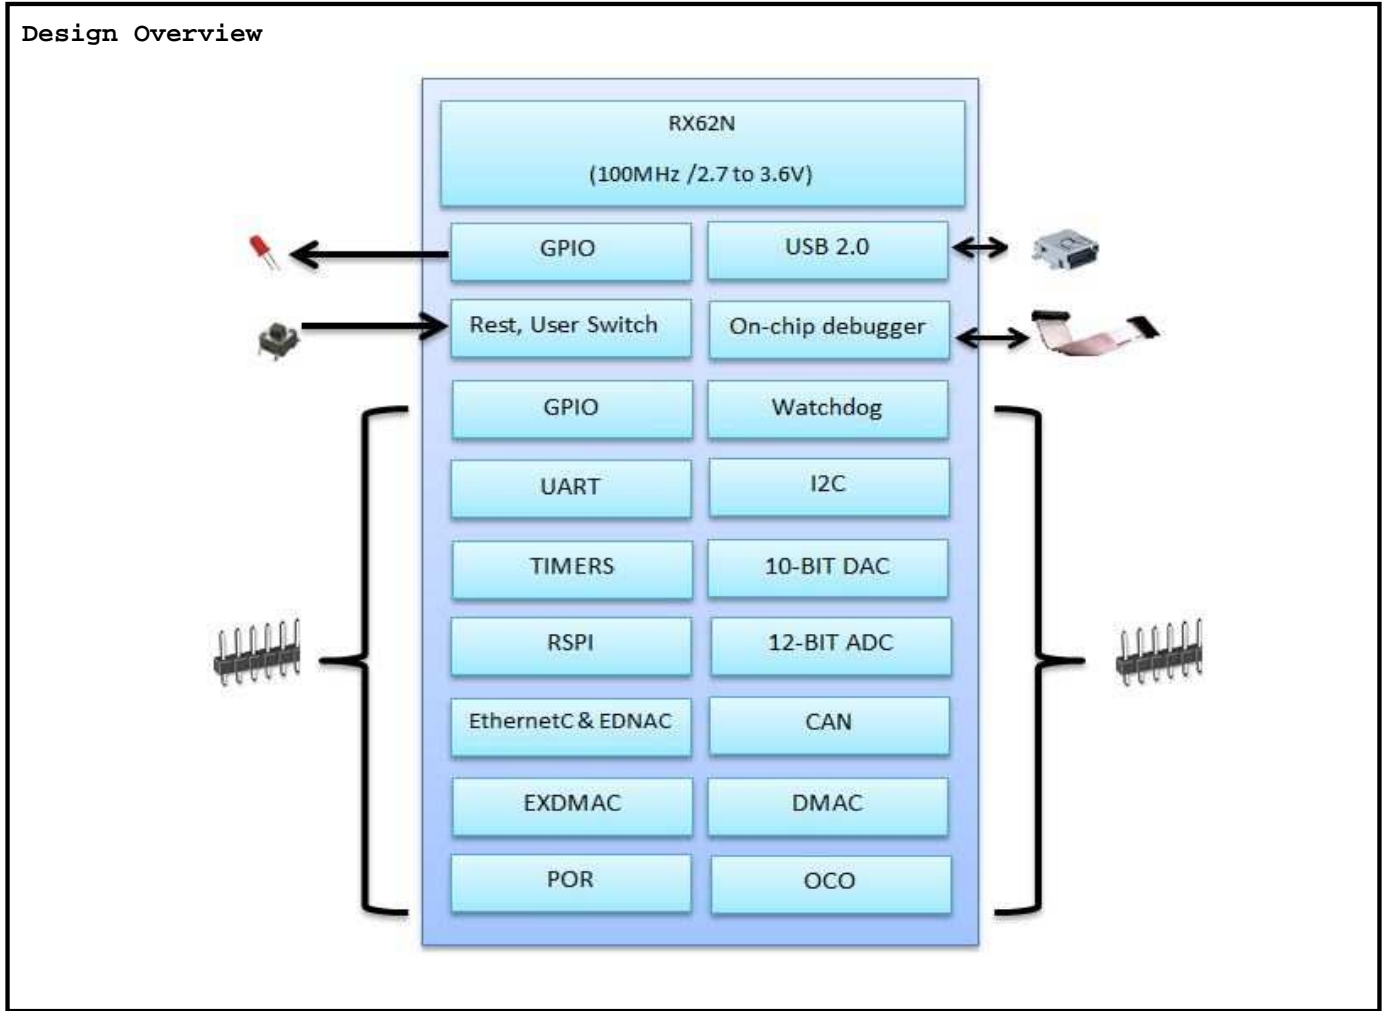 Design Overview
RX62N
(100MHz /2.7 to 3.6V)
GPIO
USB 2.0
Rest, User Switch
On-chip debugger
GPIO
Watchdog
UART
I2C
TIMERS
10-BIT DAC
RSPI
12-BIT ADC
EthernetC & EDNAC
CAN
EXDMAC
DMAC
POR
OCO